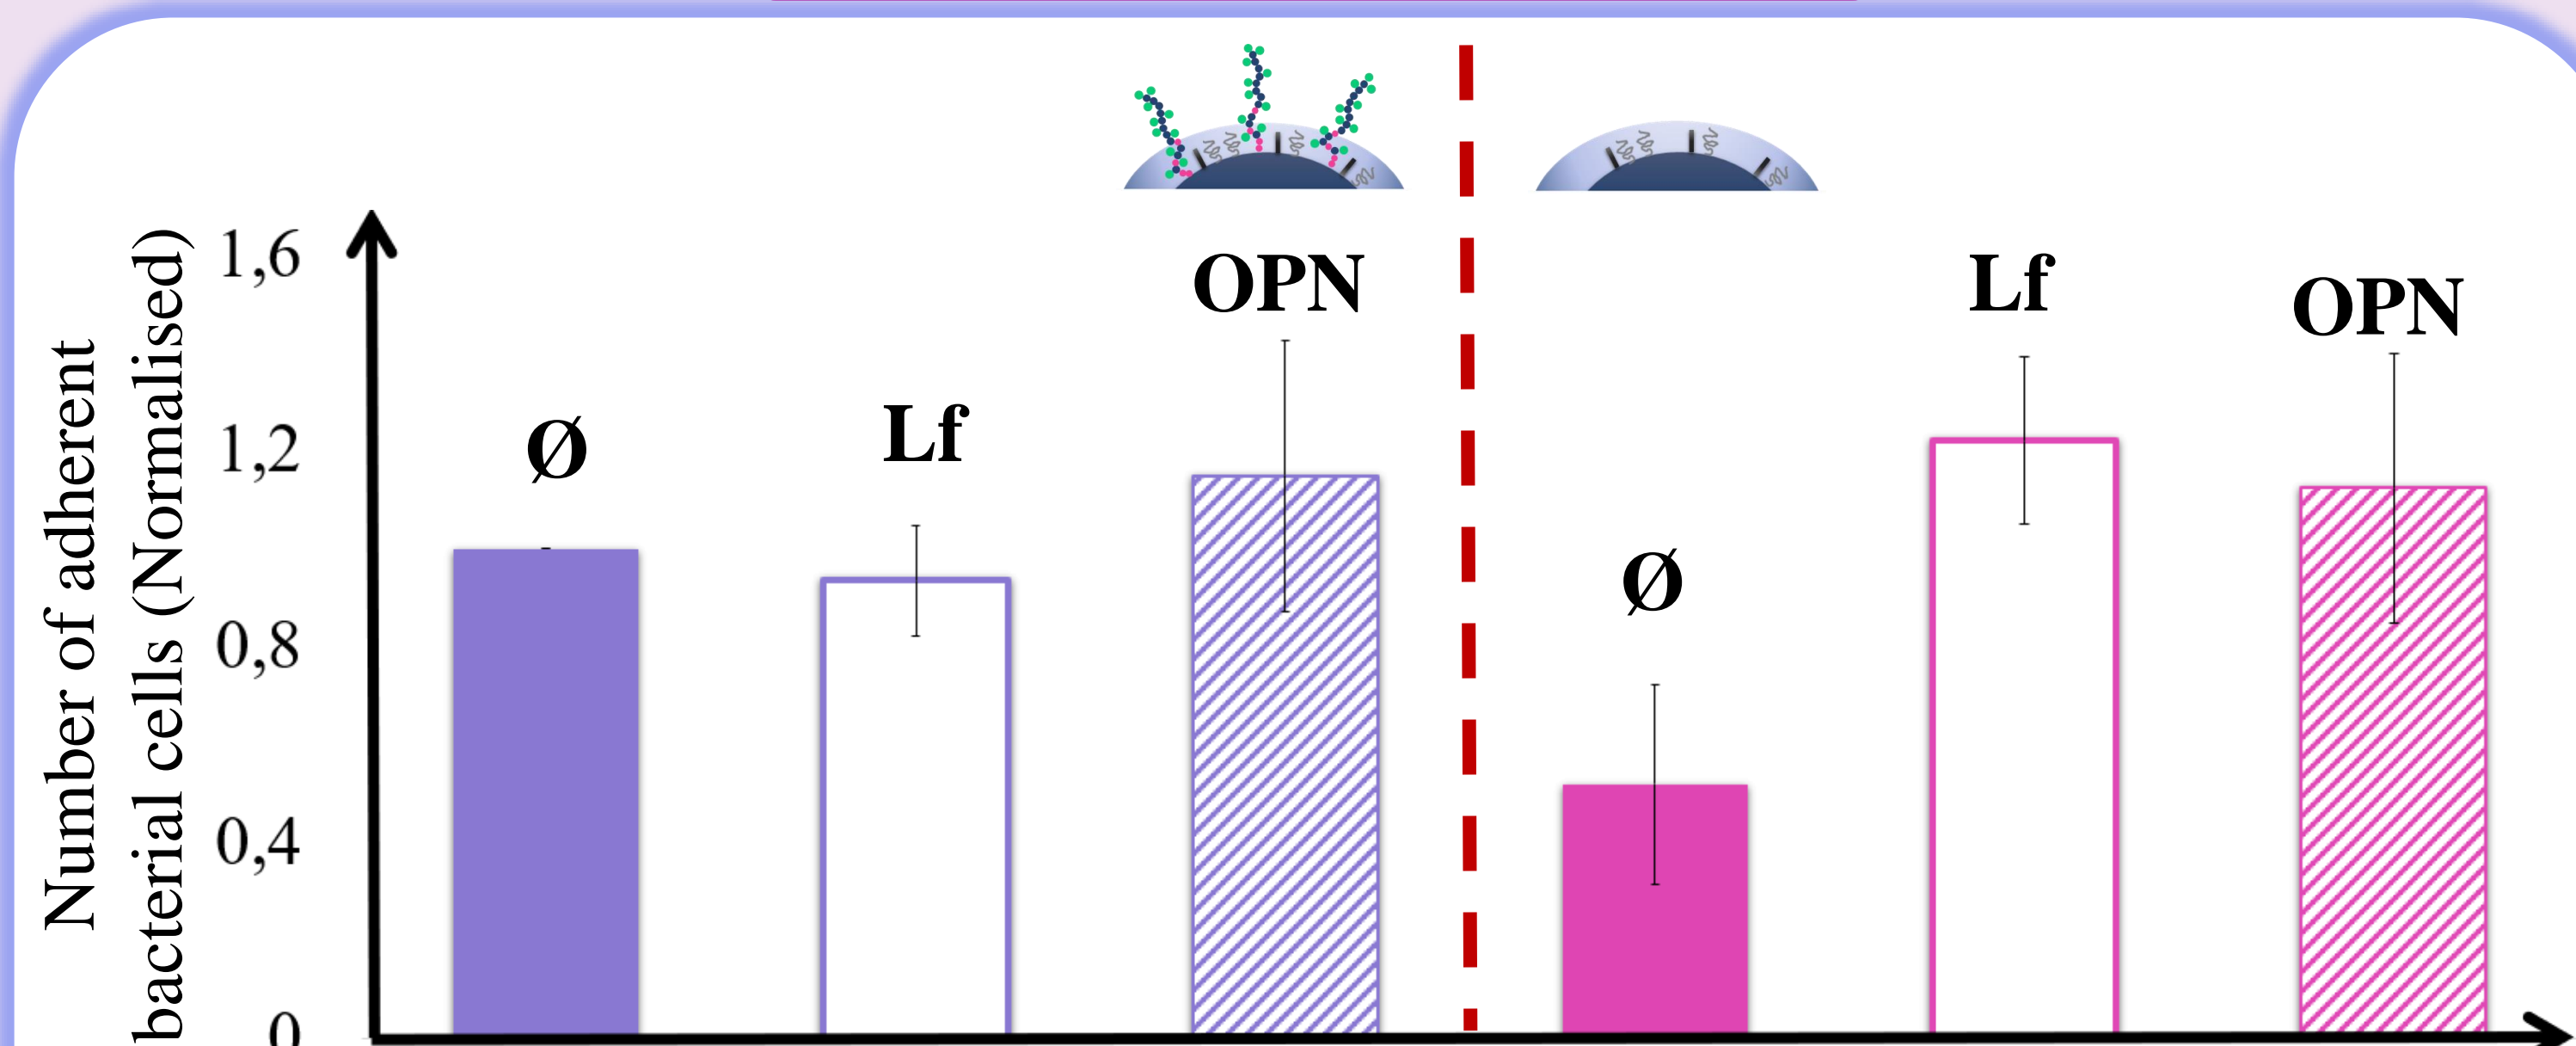 Number of adherent
bacterial cells (Normalised)
1,6
1,2
0,8
0,4
0
Ø
Lf
OPN
Ø
Lf
OPN